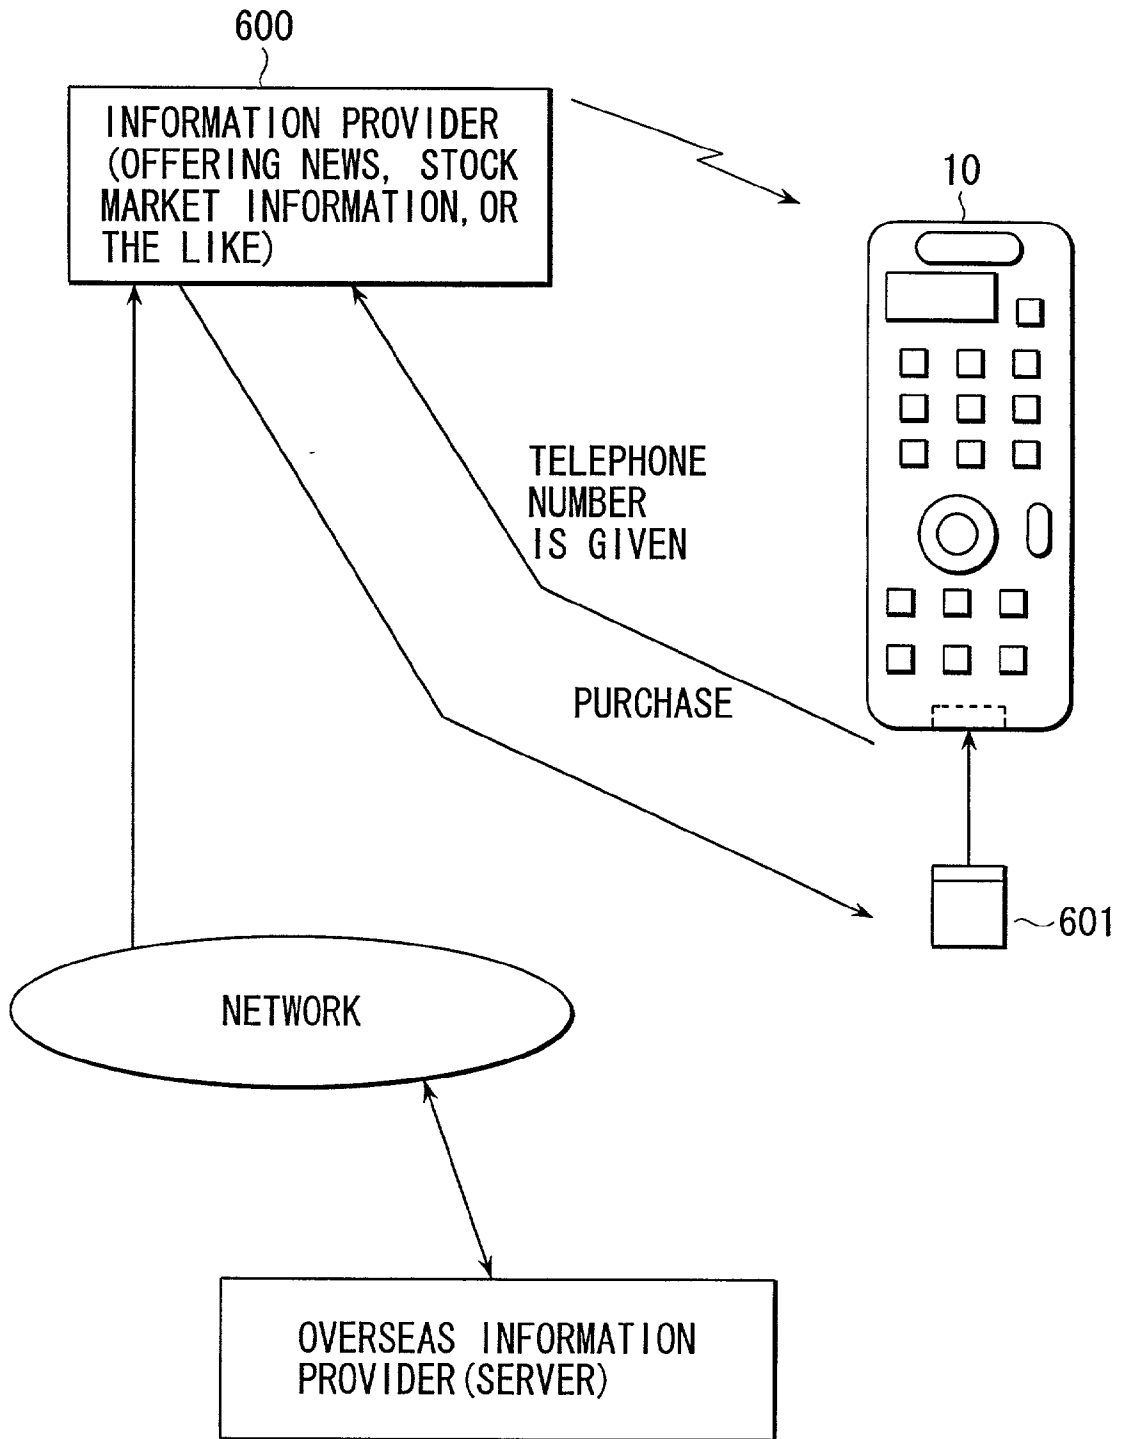 600
INFORMATION PROVIDER
(OFFERING NEWS, STOCK
MARKET INFORMATION, OR
THE LIKE)
10
TELEPHONE
NUMBER
IS GIVEN
PURCHASE
601
NETWORK
OVERSEAS INFORMATION
PROVIDER (SERVER)